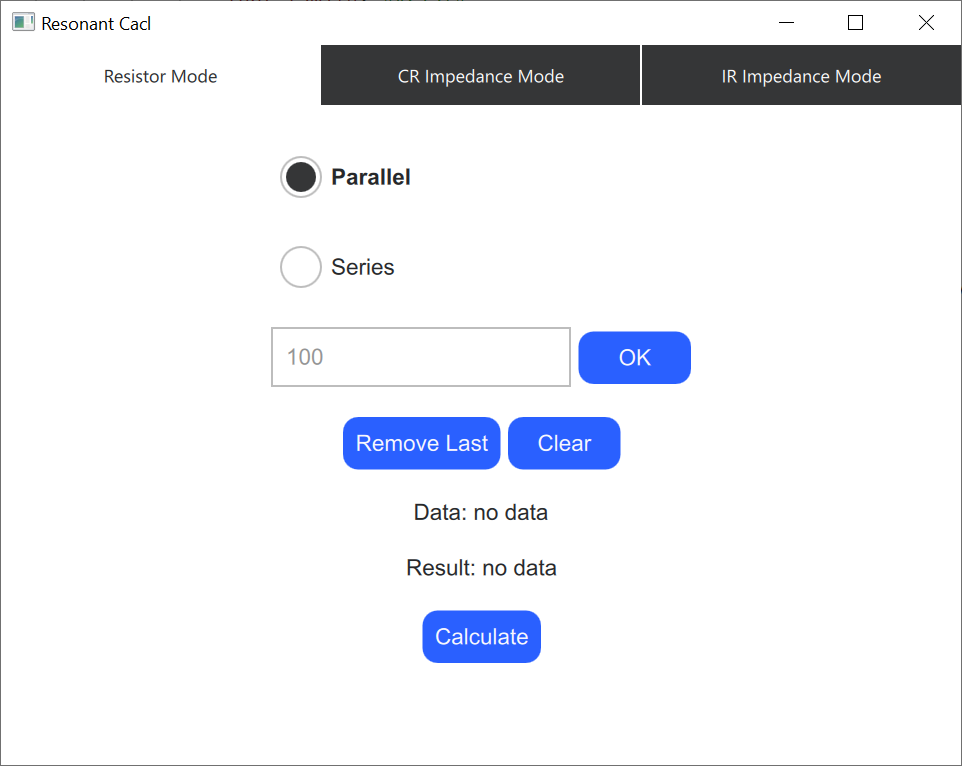 Resonant Cacl
Resistor Mode CR Impedance Mode IR Impedance Mode
Parallel
Series
100 OK
Remove Last Clear
Data: no data
Result: no data
Calculate